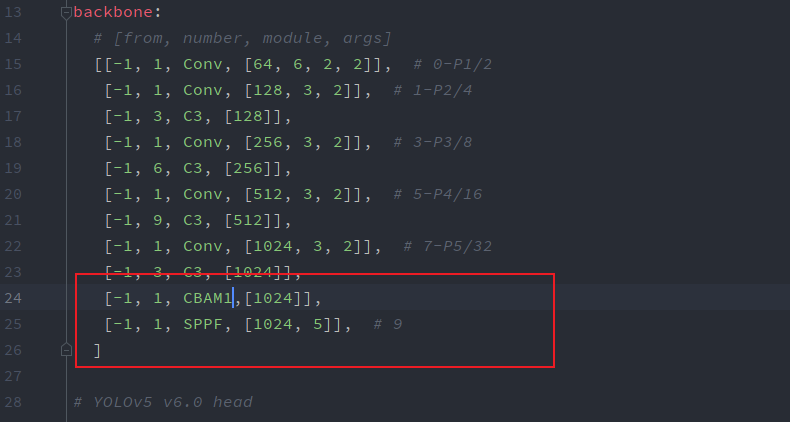 13 backbone:
14 # [from, number, module, args]
15 [[-1, 1, Conv, [64, 6, 2, 2]], # 0-P1/2
16 [-1, 1, Conv, [128, 3, 2]], # 1-P2/4
17 [-1, 3, C3, [128]],
18 [-1, 1, Conv, [256, 3, 2]], # 3-P3/8
19 [-1, 6, C3, [256]],
20 [-1, 1, Conv, [512, 3, 2]], # 5-P4/16
21 [-1, 9, C3, [512]],
22 [-1, 1, Conv, [1024, 3, 2]], # 7-P5/32
23 [-1, 3, C3, [1024]],
24 [-1, 1, CBAM1,[1024]],
25 [-1, 1, SPPF, [1024, 5]], # 9
26 ]
27
28 # YOLOv5 v6.0 head